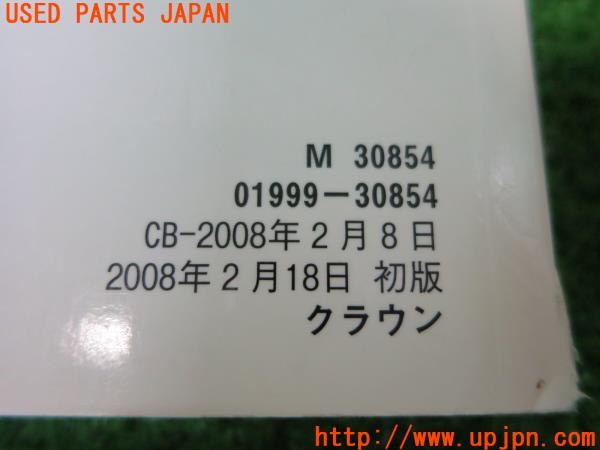 USED PARTS JAPAN
M 30854
01999-30854
CB-2008年2月8日
2008年2月18日 初版
クラウン
http://www.upjpn.com/